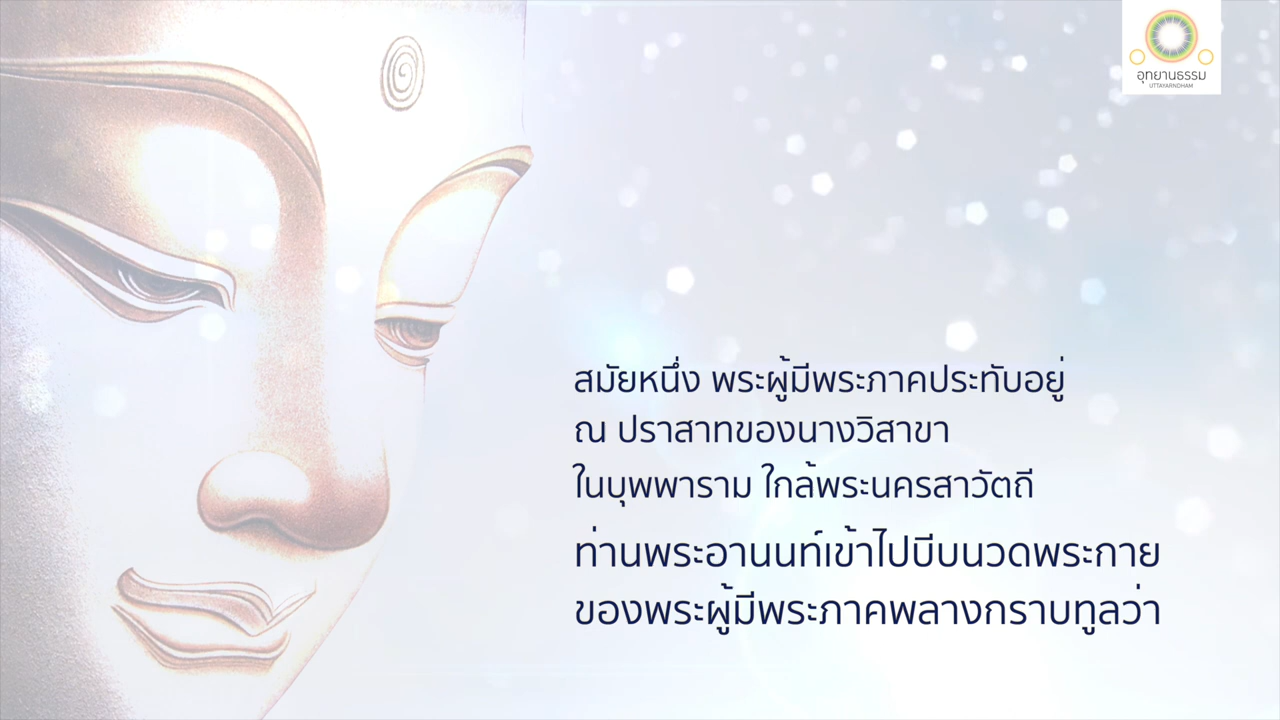 อุทยานธรรม
UTTAYARNDHAM
สมัยหนึ่ง พระผู้มีพระภาคประทับอยู่
ณ ปราสาทของนางวิสาขา
ในบุพพาราม ใกล้พระนครสาวัตถี
ท่านพระอานนท์เข้าไปบีบนวดพระกาย
ของพระผู้มีพระภาคพลางกราบทูลว่า